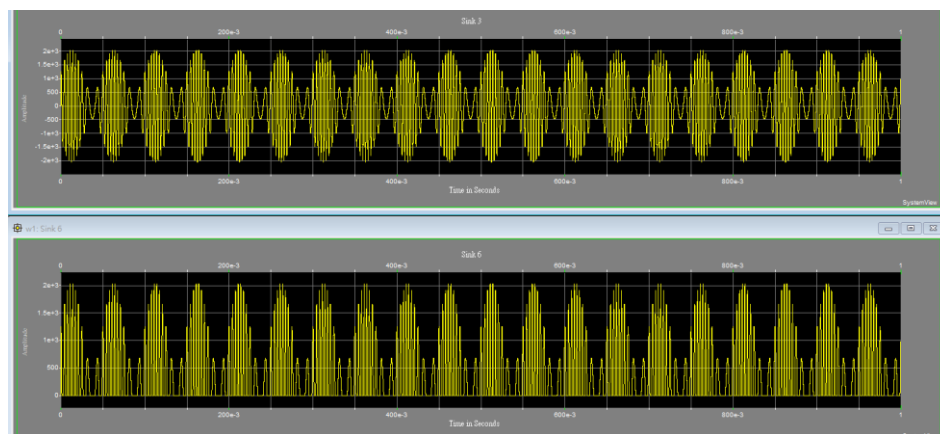 Sink 3
0 200e-3 400e-3 600e-3 800e-3 1
Amplitude
2e+3
1.5e+3
1e+3
500
0
-500
-1e+3
-1.5e+3
-2e+3
0 200e-3 400e-3 600e-3 800e-3 1
Time in Seconds
SystemView
w1: Sink 6
Sink 6
0 200e-3 400e-3 600e-3 800e-3 1
Amplitude
2e+3
1.5e+3
1e+3
500
0
0 200e-3 400e-3 600e-3 800e-3 1
Time in Seconds